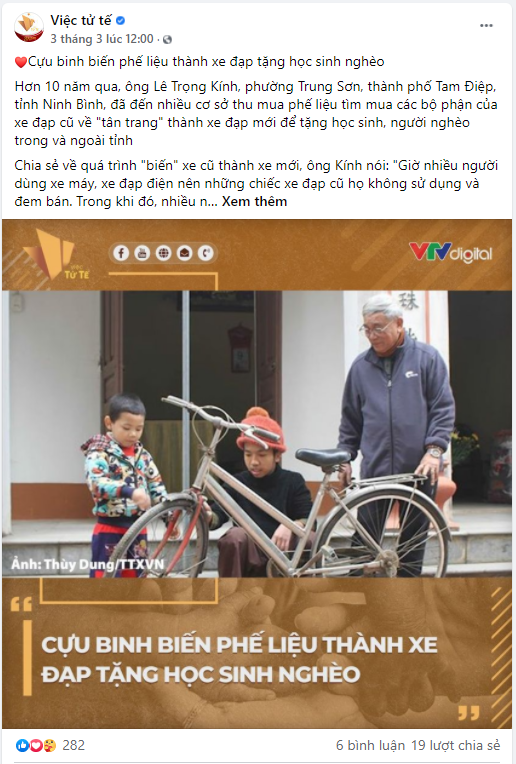 Việc tử tế
3 tháng 3 lúc 12:00 ·
Cựu binh biến phế liệu thành xe đạp tặng học sinh nghèo
Hơn 10 năm qua, ông Lê Trọng Kính, phường Trung Sơn, thành phố Tam Điệp,
tỉnh Ninh Bình, đã đến nhiều cơ sở thu mua phế liệu tìm mua các bộ phận của
xe đạp cũ về "tân trang" thành xe đạp mới để tặng học sinh, người nghèo
trong và ngoài tỉnh
Chia sẻ về quá trình "biến" xe cũ thành xe mới, ông Kính nói: "Giờ nhiều người
dùng xe máy, xe đạp điện nên những chiếc xe đạp cũ họ không sử dụng và
đem bán. Trong khi đó, nhiều n... Xem thêm
VIỆC
TỬ TẾ
VTVdigital
Ảnh: Thùy Dung/TTXVN
“
CỰU BINH BIẾN PHẾ LIỆU THÀNH XE
ĐẠP TẶNG HỌC SINH NGHÈO
”
282
6 bình luận 19 lượt chia sẻ